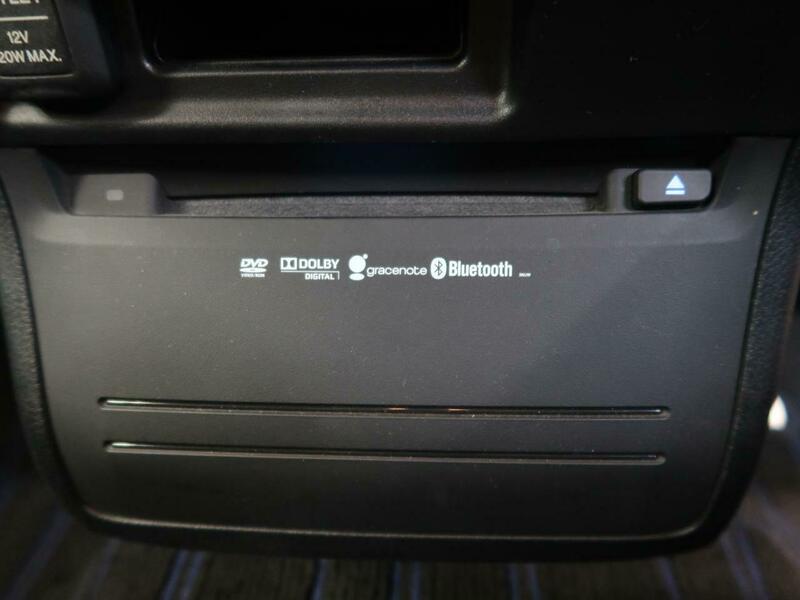 12V
20W MAX.
DVD
DOLBY
DIGITAL
gracenote
Bluetooth